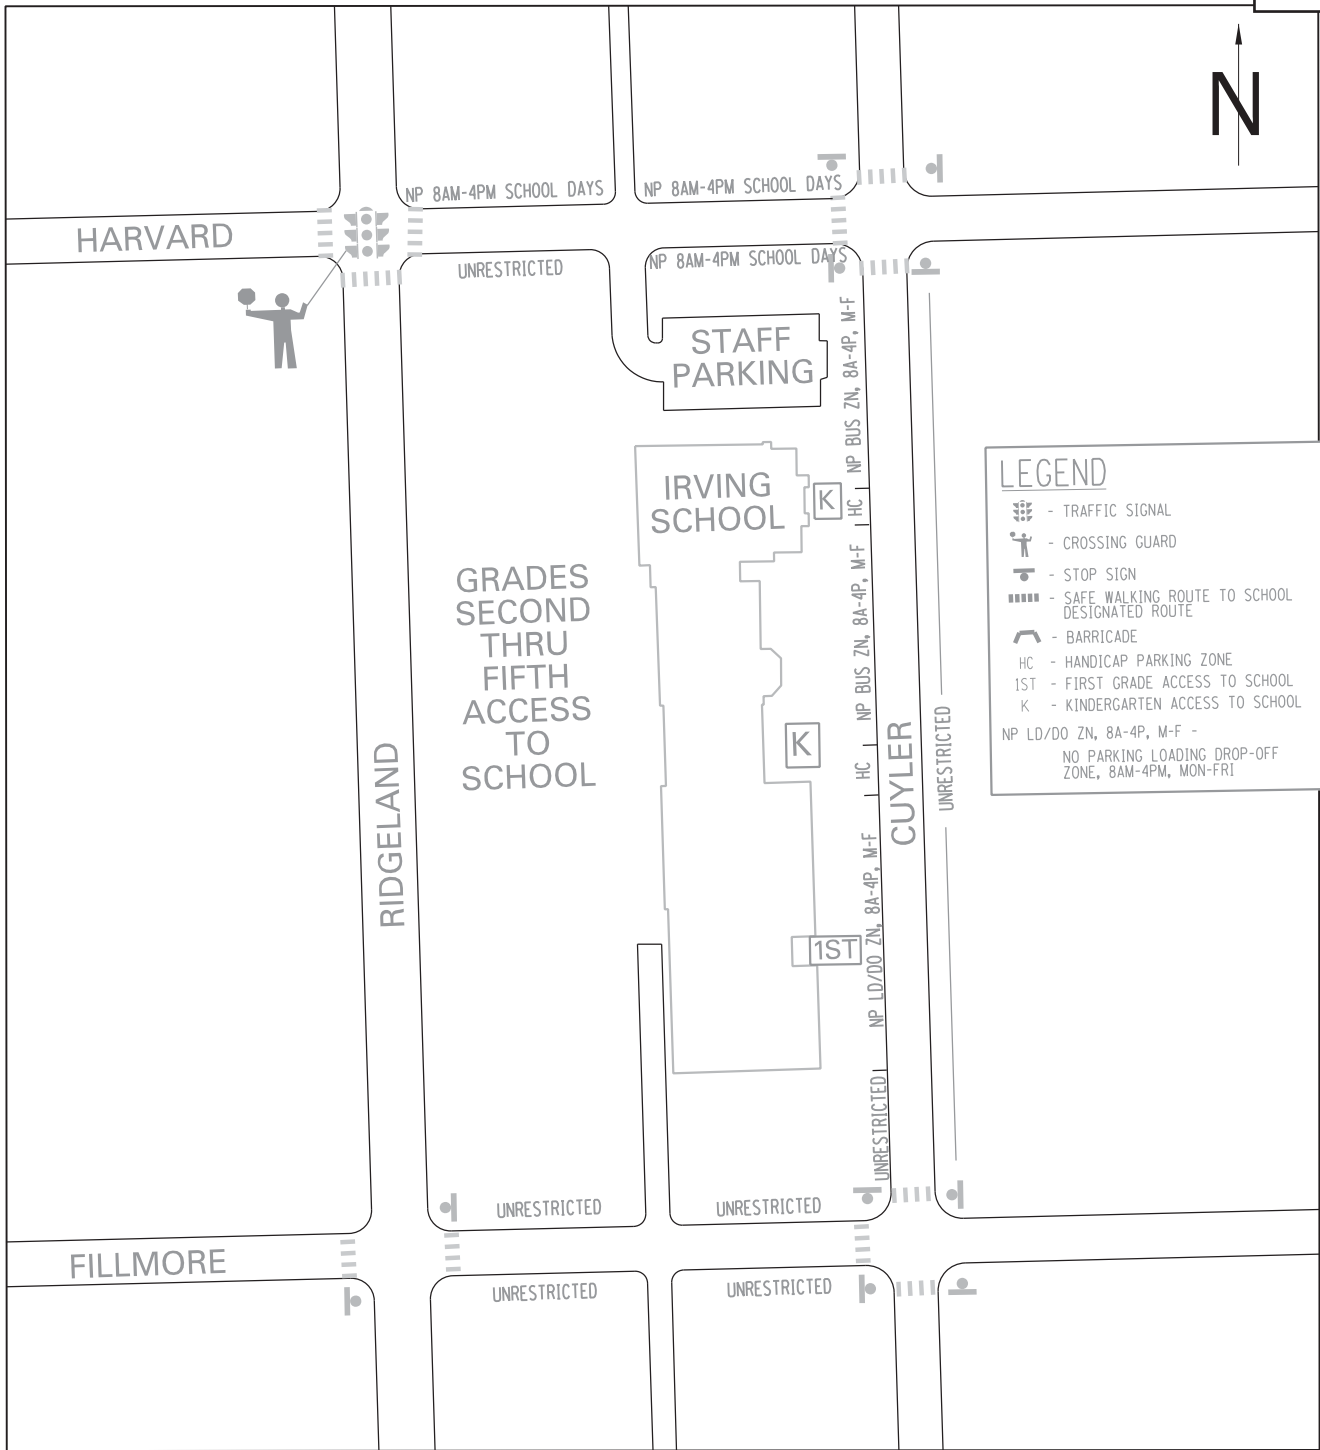 N
NP 8AM-4PM SCHOOL DAYS
NP 8AM-4PM SCHOOL DAYS
HARVARD
UNRESTRICTED
NP 8AM-4PM SCHOOL DAYS
STAFF
PARKING
NP BUS ZN, 8A-4P, M-F
IRVING
SCHOOL
K
HC
GRADES
SECOND
THRU
FIFTH
ACCESS
TO
SCHOOL
NP BUS ZN, 8A-4P, M-F
K
HC
RIDGELAND
CUYLER
UNRESTRICTED
NP LD/DO ZN, 8A-4P, M-F
1ST
UNRESTRICTED
LEGEND
- TRAFFIC SIGNAL
- CROSSING GUARD
- STOP SIGN
- SAFE WALKING ROUTE TO SCHOOL
DESIGNATED ROUTE
- BARRICADE
HC - HANDICAP PARKING ZONE
1ST - FIRST GRADE ACCESS TO SCHOOL
K - KINDERGARTEN ACCESS TO SCHOOL
NP LD/DO ZN, 8A-4P, M-F -
NO PARKING LOADING DROP-OFF
ZONE, 8AM-4PM, MON-FRI
UNRESTRICTED
UNRESTRICTED
FILLMORE
UNRESTRICTED
UNRESTRICTED